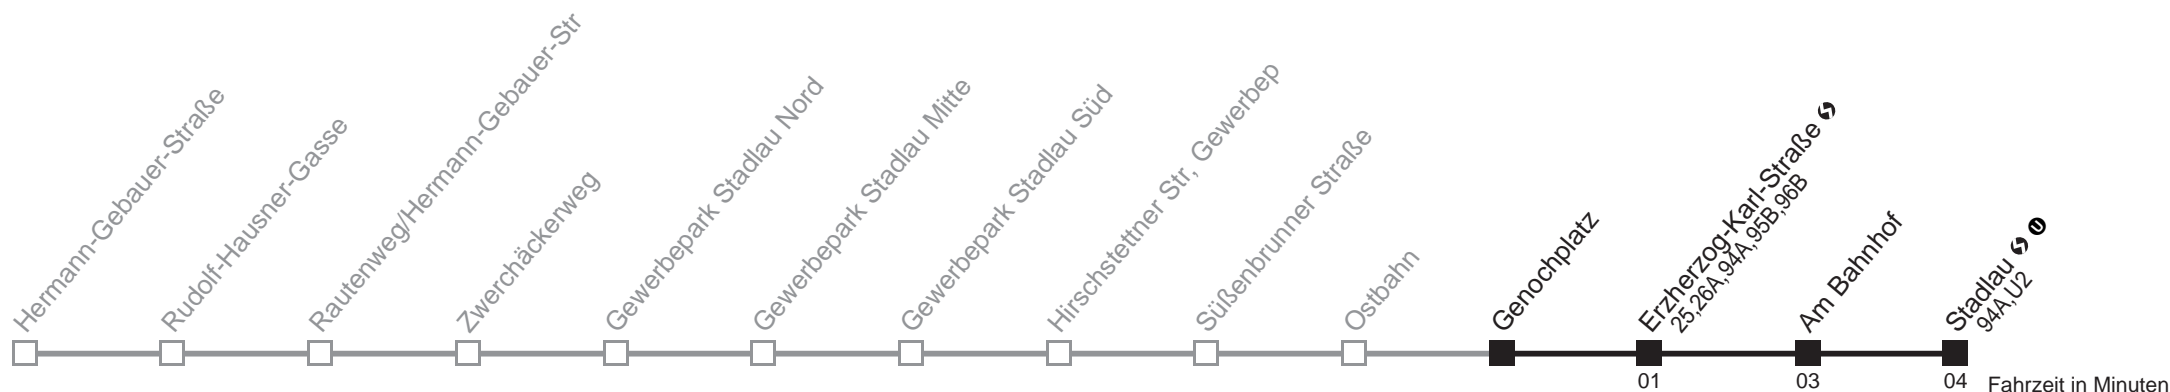 Hermann-Gebauer-Straße
Rudolf-Hausner-Gasse
Rautenweg/Hermann-Gebauer-Str
Zwerchäckerweg
Gewerbepark Stadlau Nord
Gewerbepark Stadlau Mitte
Gewerbepark Stadlau Süd
Hirschstettner Str, Gewerbep
Süßenbrunner Straße
Ostbahn
Genochplatz
Erzherzog-Karl-Straße
25,26A,94A,95B,96B
Am Bahnhof
Stadlau U
94A,U2
01
03
04
Fahrzeit in Minuten